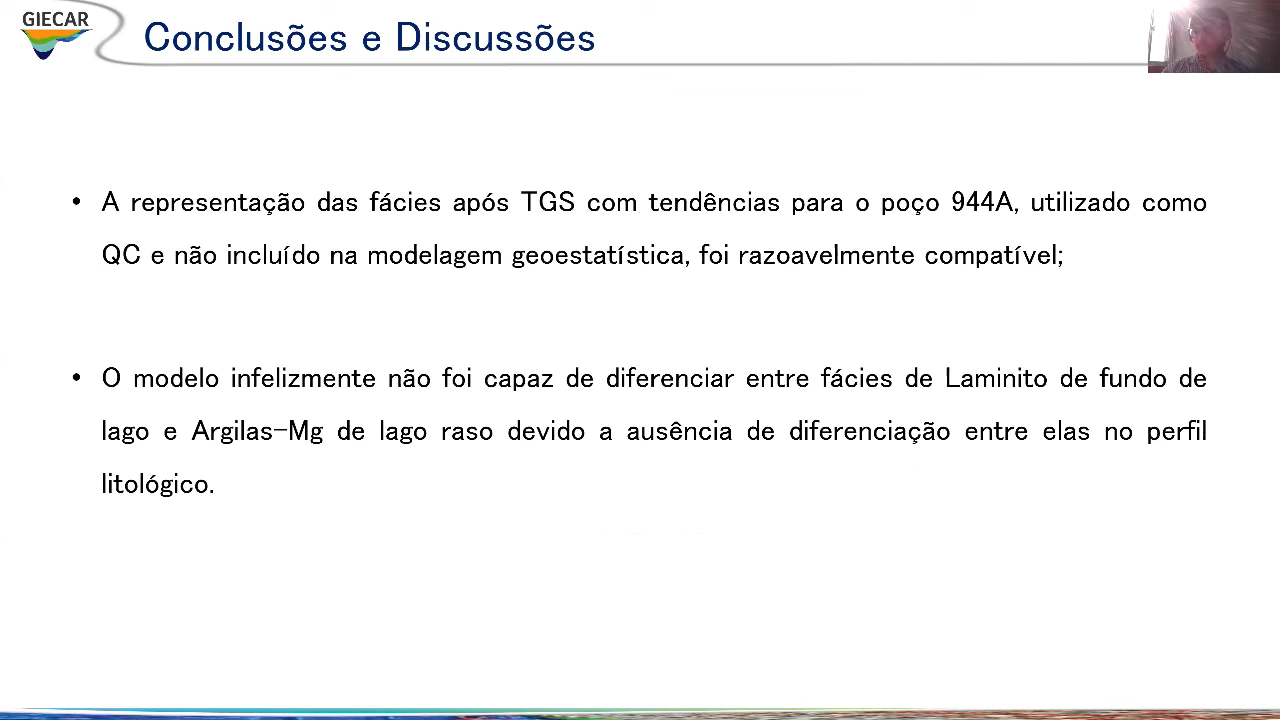 GIECAR
Conclusões e Discussões
• A representação das fácies após TGS com tendências para o poço 944A, utilizado como
QC e não incluído na modelagem geoestatística, foi razoavelmente compatível;
• O modelo infelizmente não foi capaz de diferenciar entre fácies de Laminito de fundo de
lago e Argilas-Mg de lago raso devido a ausência de diferenciação entre elas no perfil
litológico.